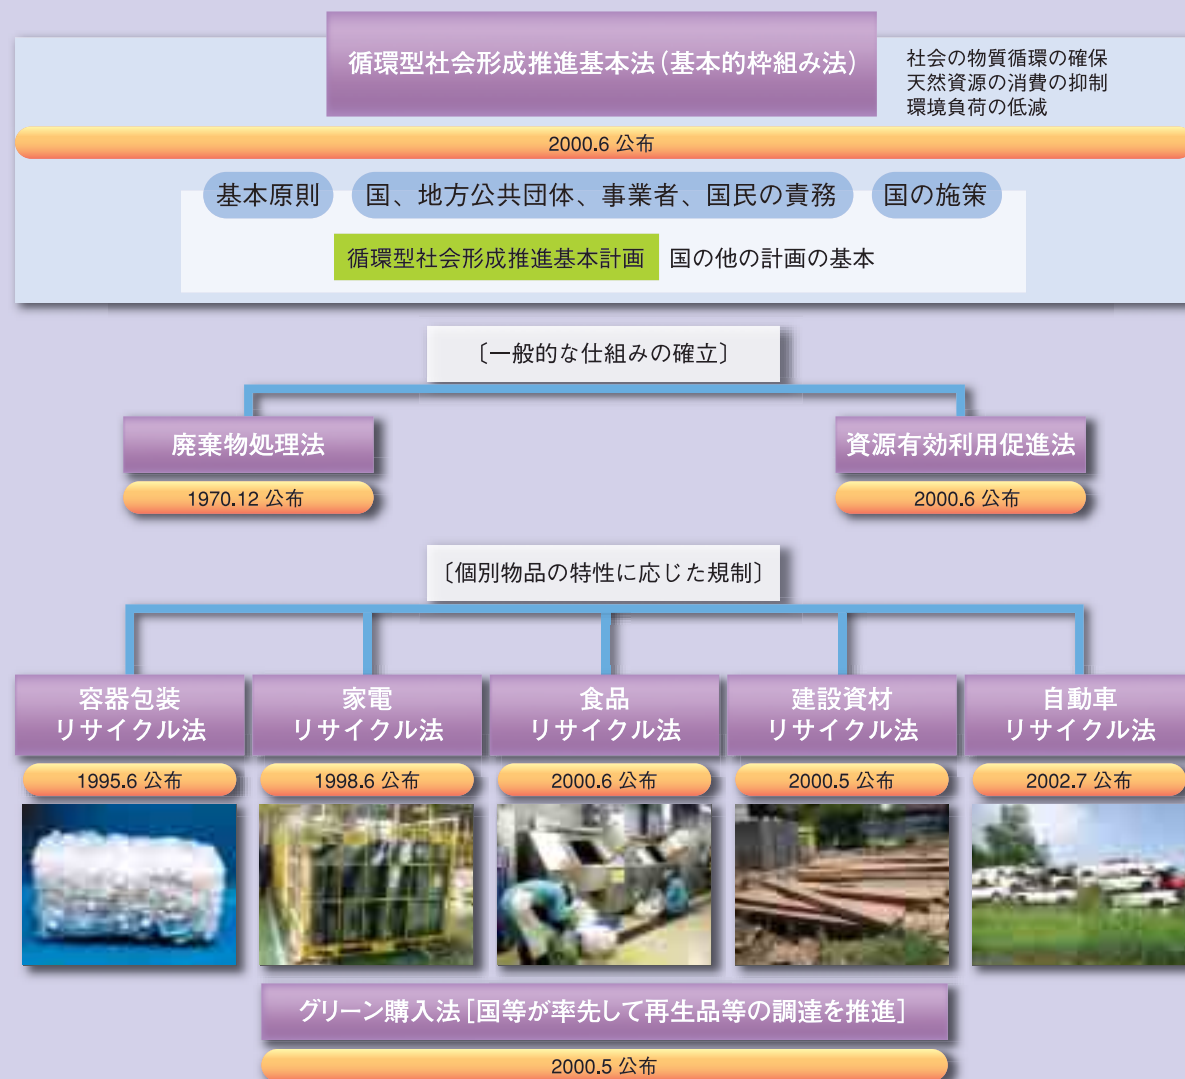 循環型社会形成推進基本法(基本的枠組み法)
社会の物質循環の確保
天然資源の消費の抑制
環境負荷の低減
2000.6 公布
基本原則
国、地方公共団体、事業者、国民の責務
国の施策
循環型社会形成推進基本計画
国の他の計画の基本
〔一般的な仕組みの確立〕
廃棄物処理法
1970.12 公布
資源有効利用促進法
2000.6 公布
〔個別物品の特性に応じた規制〕
容器包装
リサイクル法
1995.6 公布
家電
リサイクル法
1998.6 公布
食品
リサイクル法
2000.6 公布
建設資材
リサイクル法
2000.5 公布
自動車
リサイクル法
2002.7 公布
グリーン購入法[国等が率先して再生品等の調達を推進]
2000.5 公布